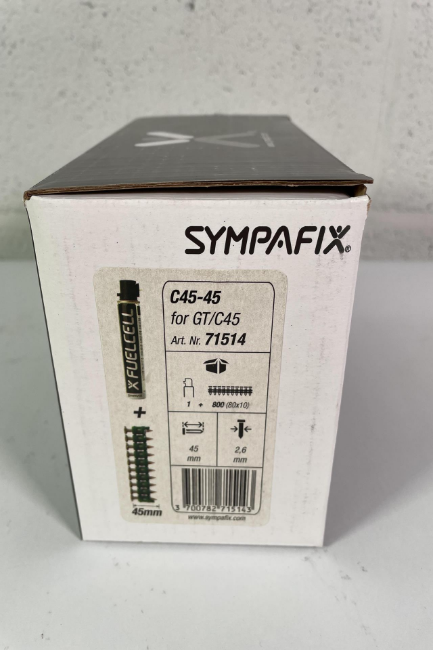 SYMPAFIX®
C45-45
for GT/C45
Art. Nr. 71514
X FUELCELL
1 + 800 (80x10)
+
45 mm
2,6 mm
45mm
3 700782 715143
www.sympafix.com